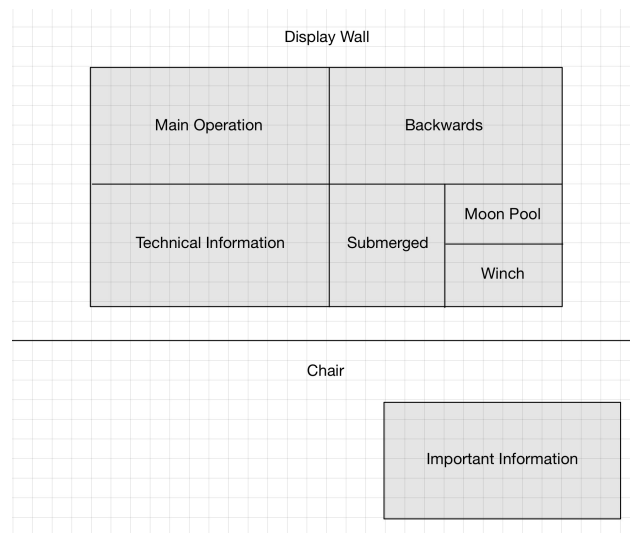 Display Wall
Main Operation
Backwards
Technical Information
Submerged
Moon Pool
Winch
Chair
Important Information